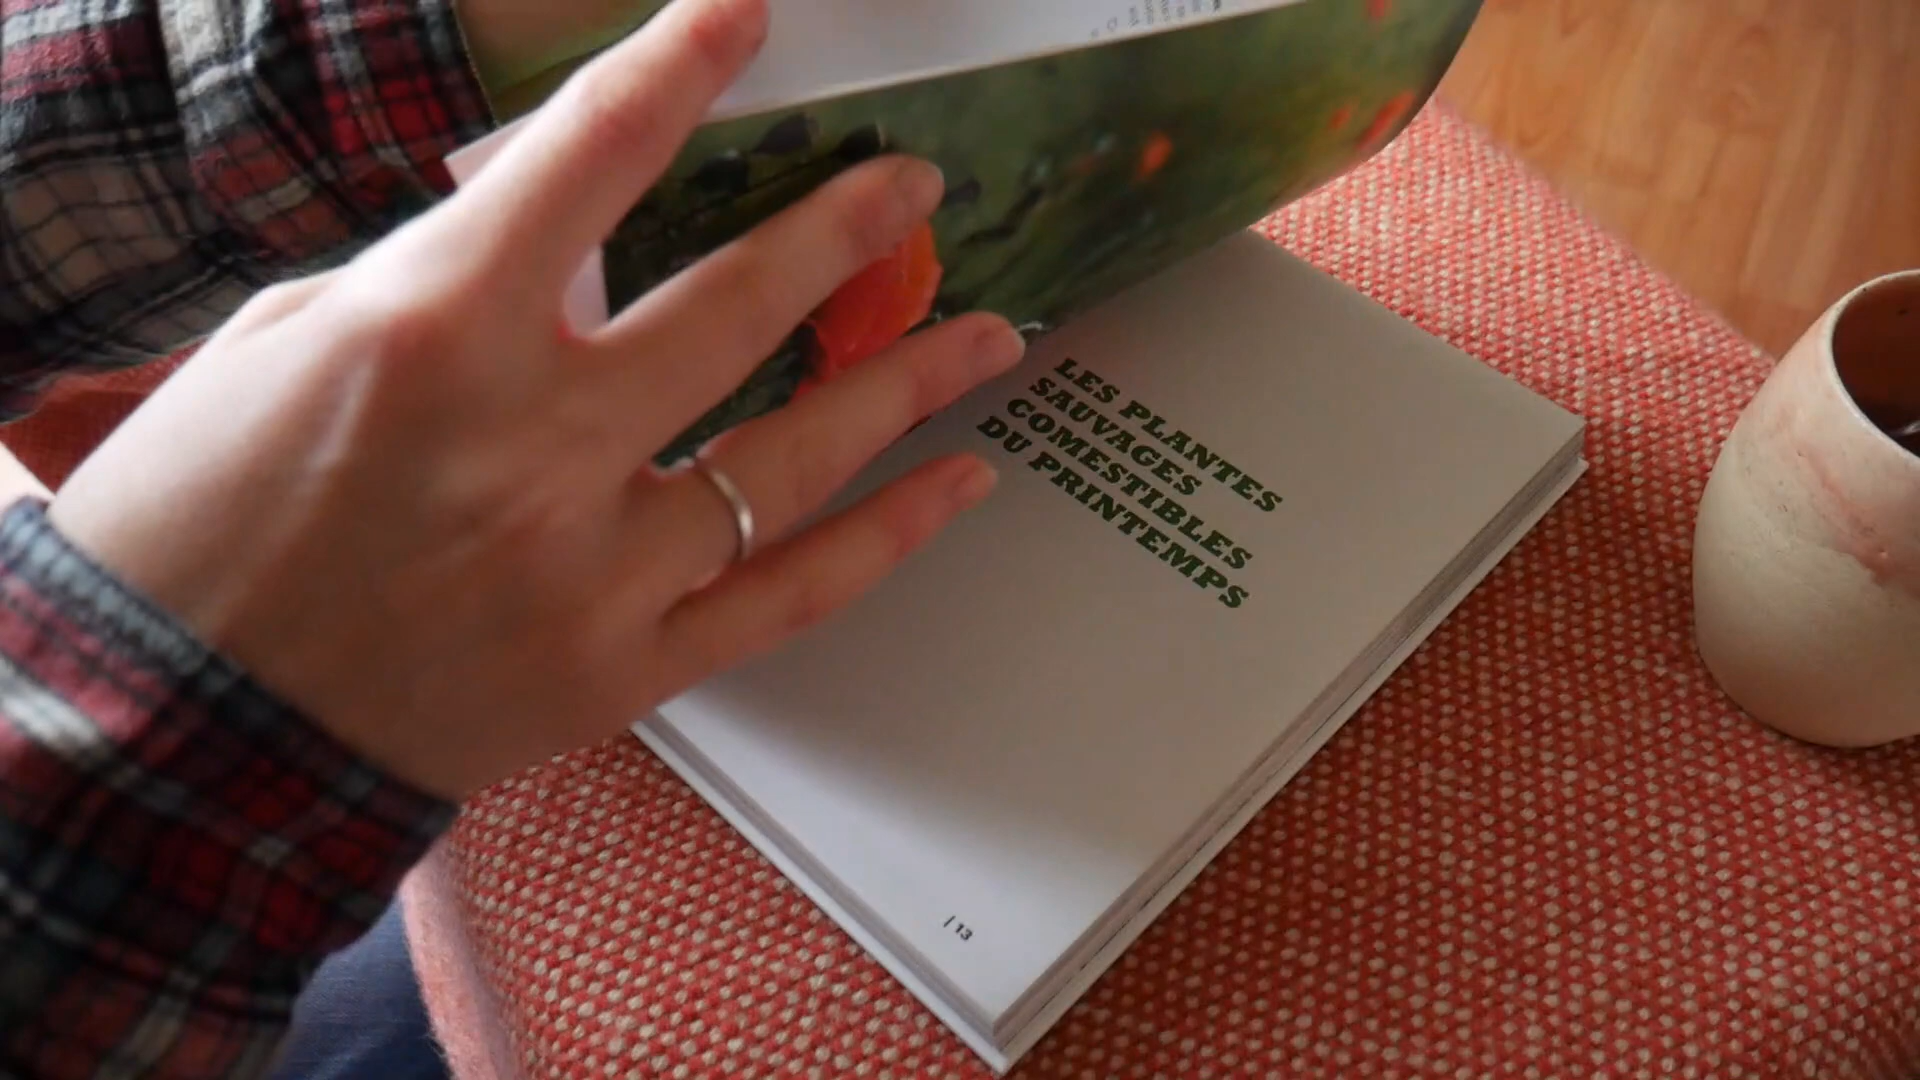 LES PLANTES
SAUVAGES
COMESTIBLES
DU PRINTEMPS
/ 13